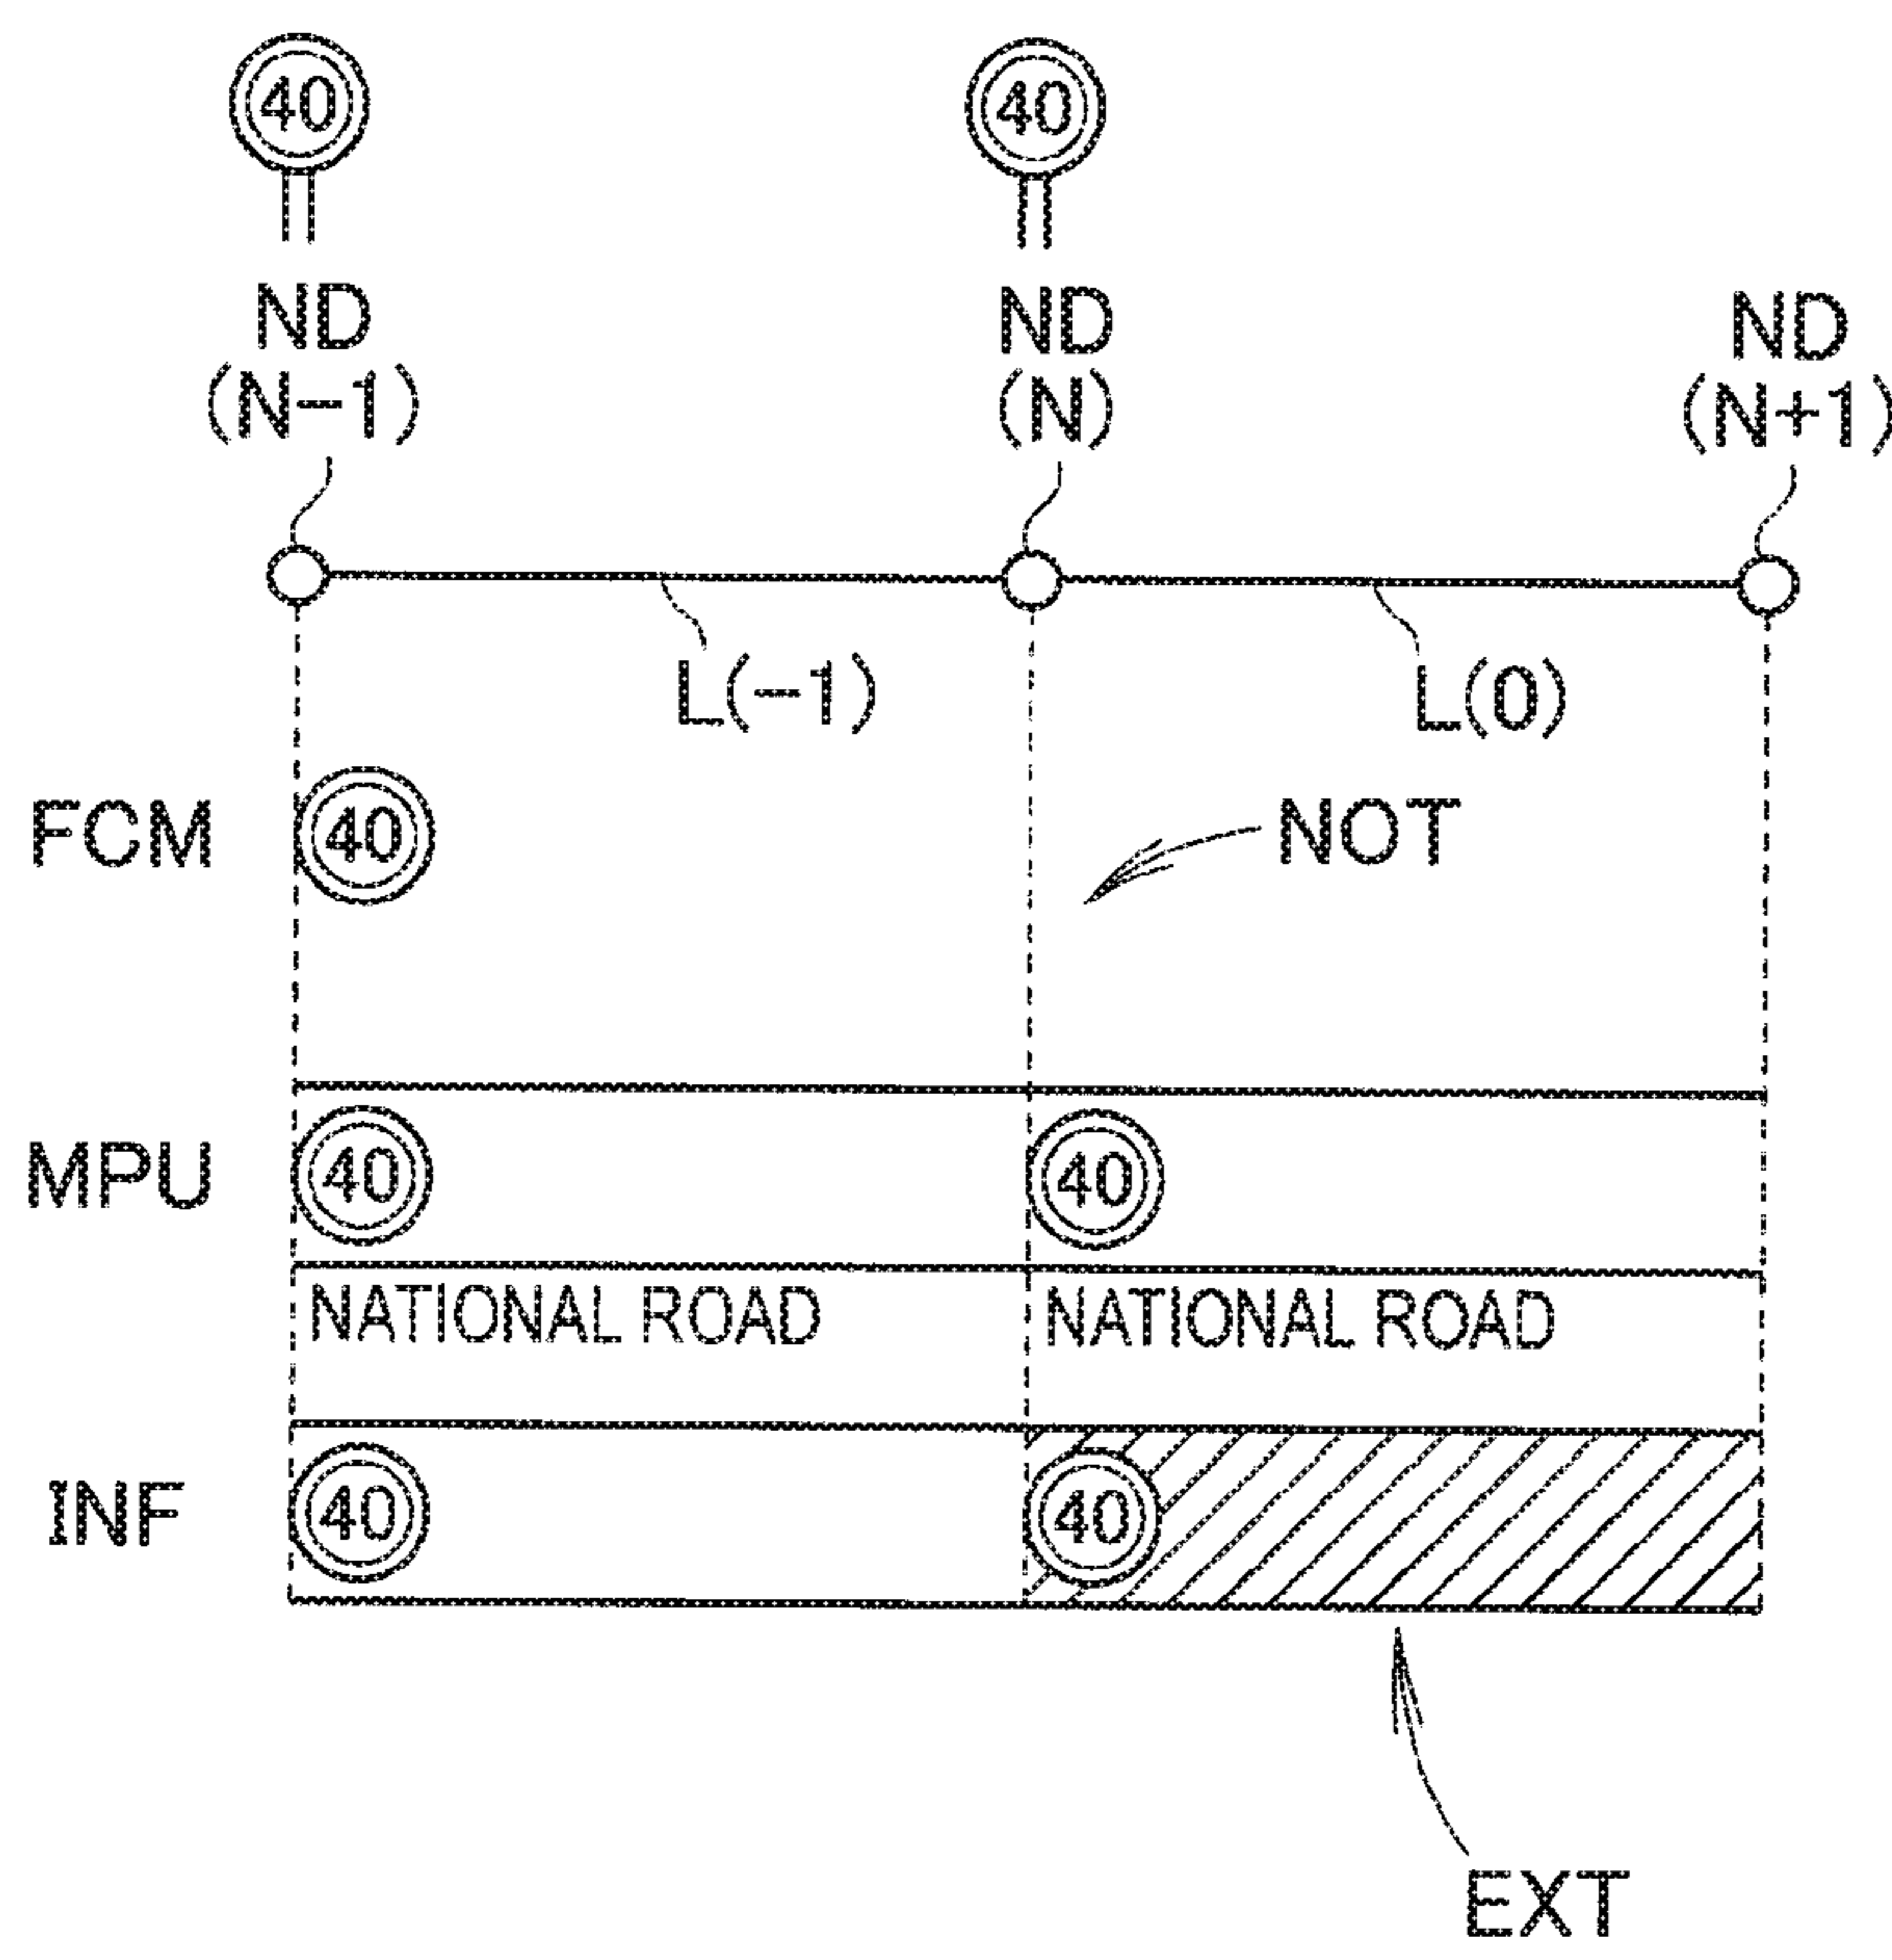 40 40
ND ND ND
(N-1) (N) (N+1)
L(-1) L(0)
FCM 40 NOT
MPU 40 40
NATIONAL ROAD NATIONAL ROAD
INF 40 40
EXT